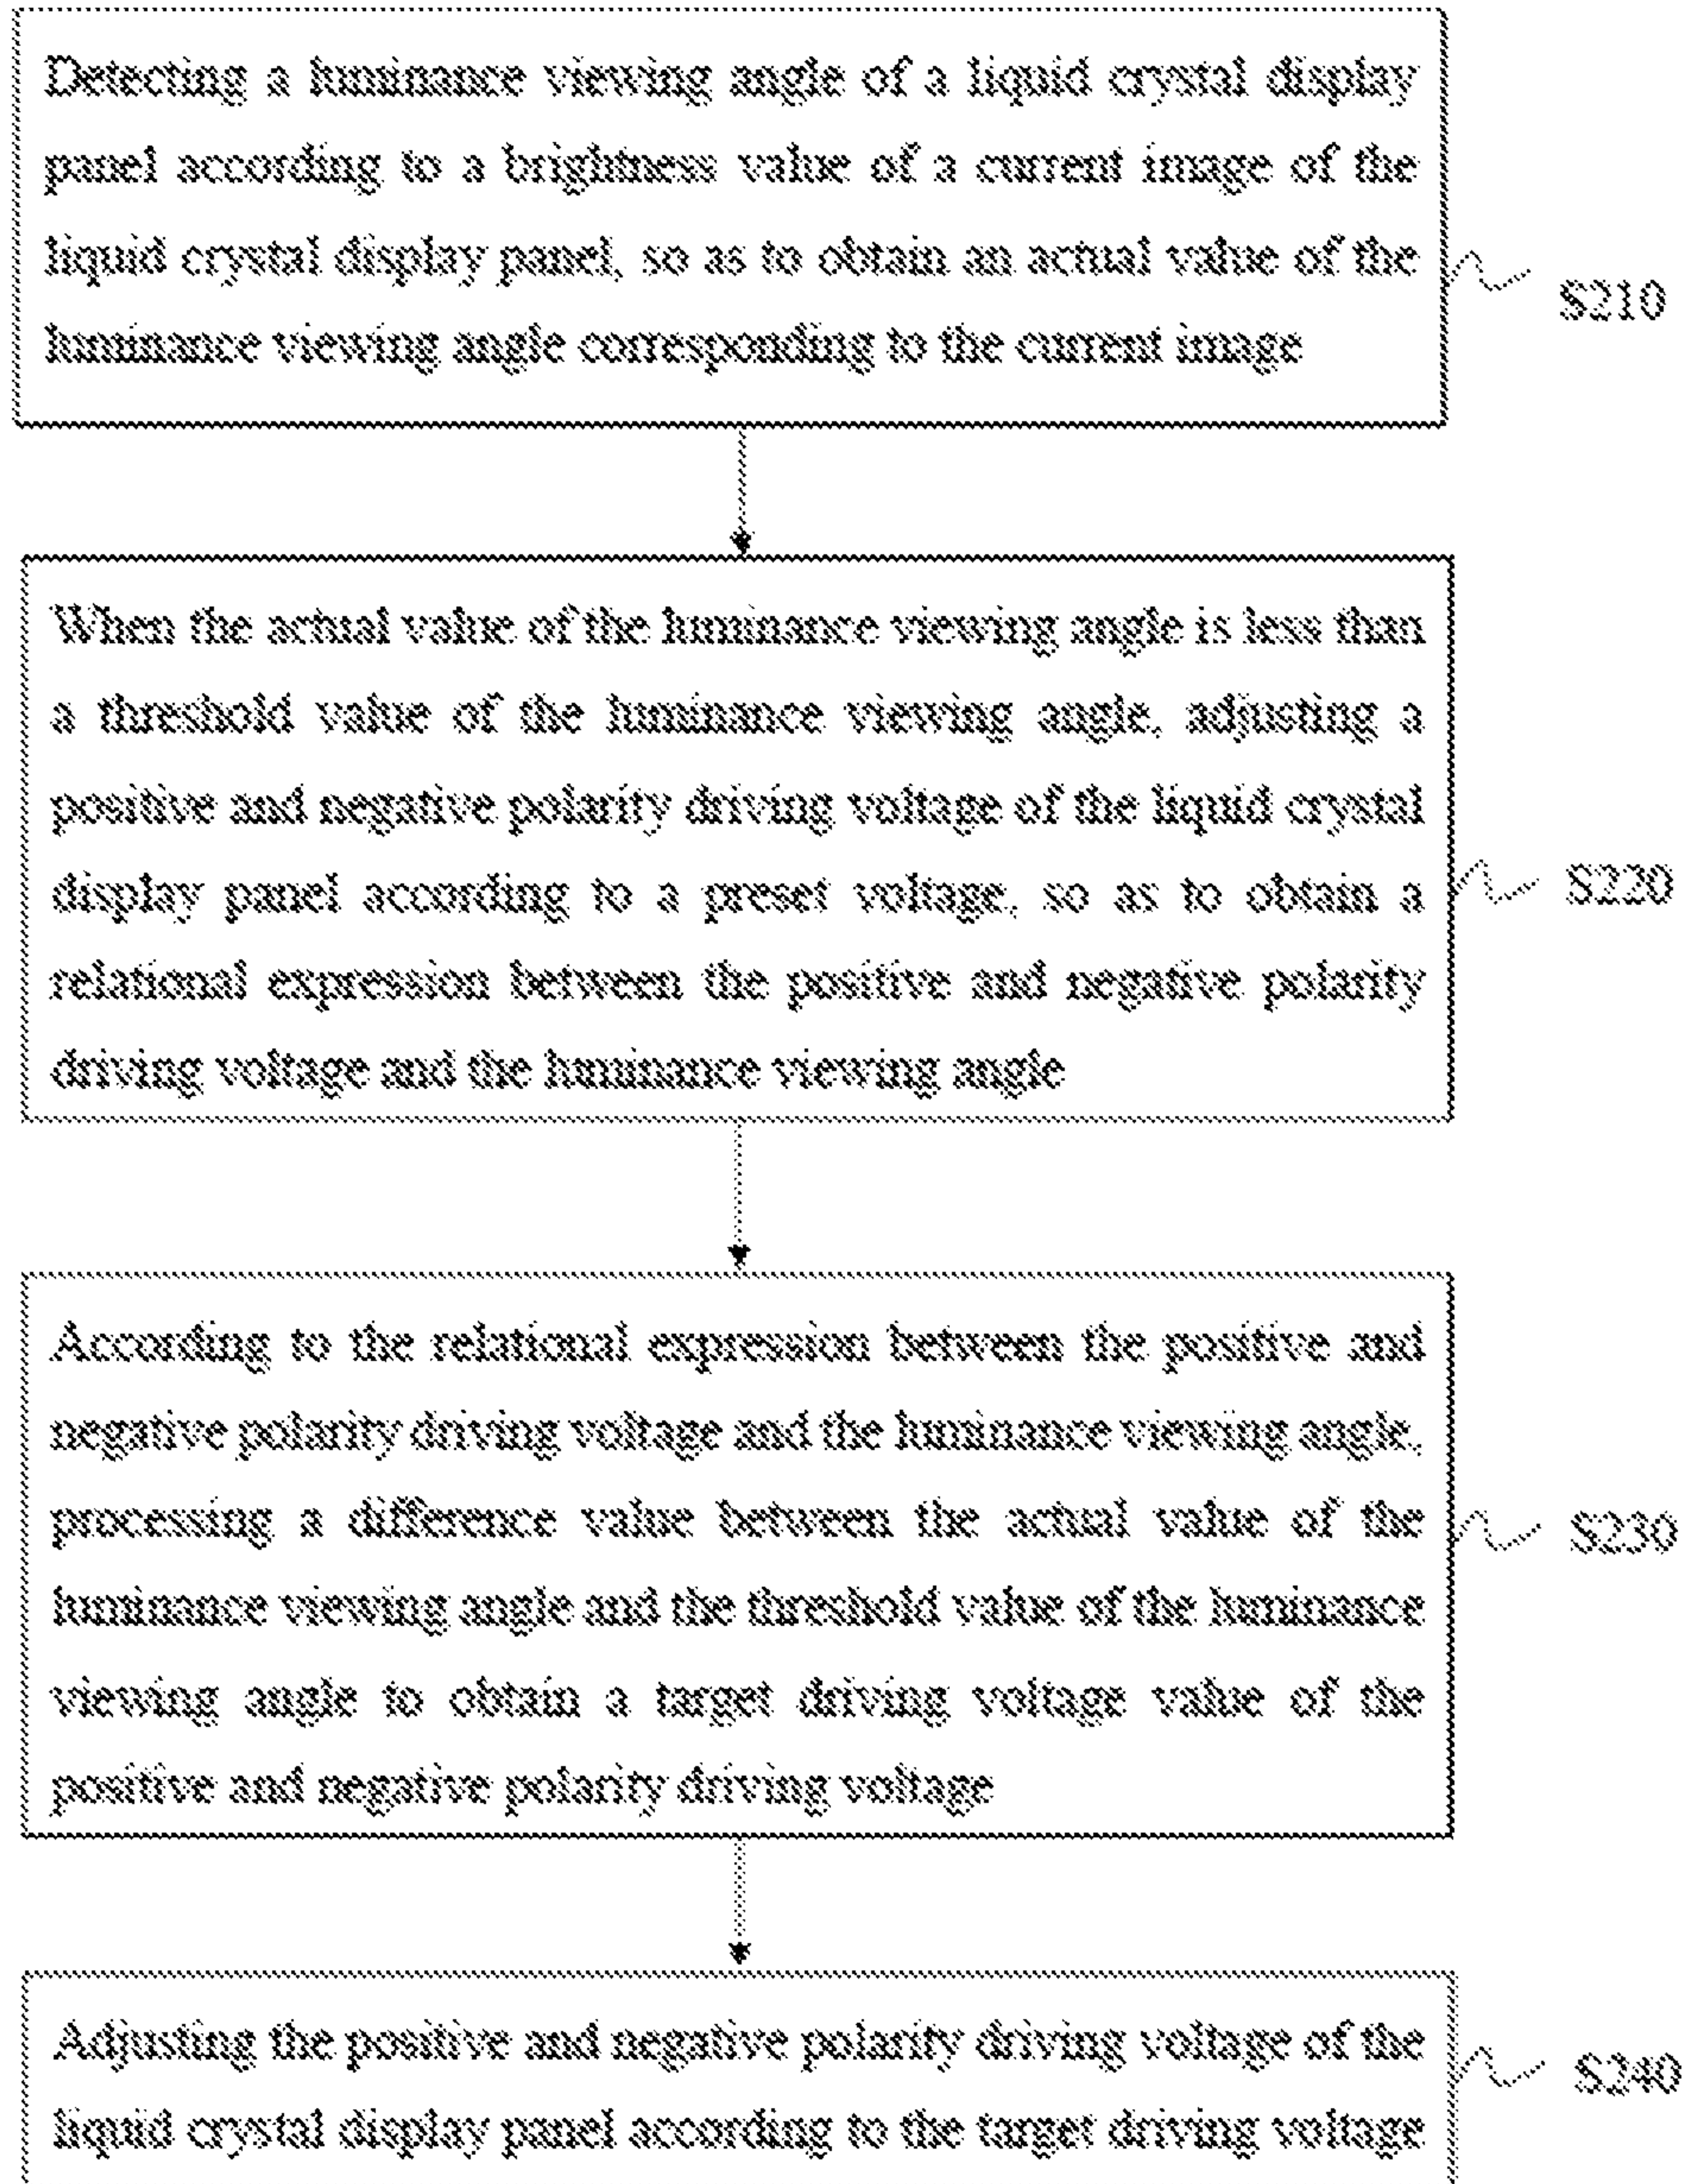 Detecting a luminance viewing angle of a liquid crystal display
panel according to a brightness value of a current image of the
liquid crystal display panel, so as to obtain an actual value of the
luminance viewing angle corresponding to the current image
S210
When the actual value of the luminance viewing angle is less than
a threshold value of the luminance viewing angle, adjusting a
positive and negative polarity driving voltage of the liquid crystal
display panel according to a preset voltage, so as to obtain a
relational expression between the positive and negative polarity
driving voltage and the luminance viewing angle
S220
According to the relational expression between the positive and
negative polarity driving voltage and the luminance viewing angle,
processing a difference value between the actual value of the
luminance viewing angle and the threshold value of the luminance
viewing angle to obtain a target driving voltage value of the
positive and negative polarity driving voltage
S230
Adjusting the positive and negative polarity driving voltage of the
liquid crystal display panel according to the target driving voltage
S240